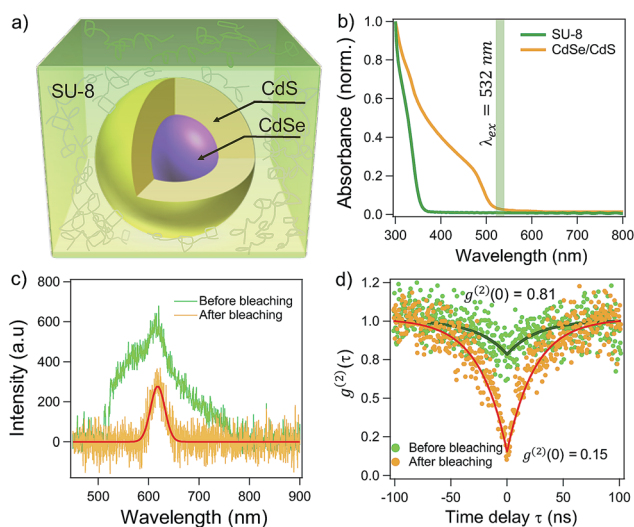 a)
SU-8
CdS
CdSe
b)
SU-8
CdSe/CdS
λex = 532 nm
Absorbance (norm.)
1.0
0.8
0.6
0.4
0.2
0.0
300 400 500 600 700 800
Wavelength (nm)
c)
Before bleaching
After bleaching
Intensity (a.u)
800
600
400
200
0
500 600 700 800 900
Wavelength (nm)
d)
g(2)(0) = 0.81
g(2)(τ)
1.2
1.0
0.8
0.5
0.2
0.0
Before bleaching
After bleaching
g(2)(0) = 0.15
-100 -50 0 50 100
Time delay τ (ns)